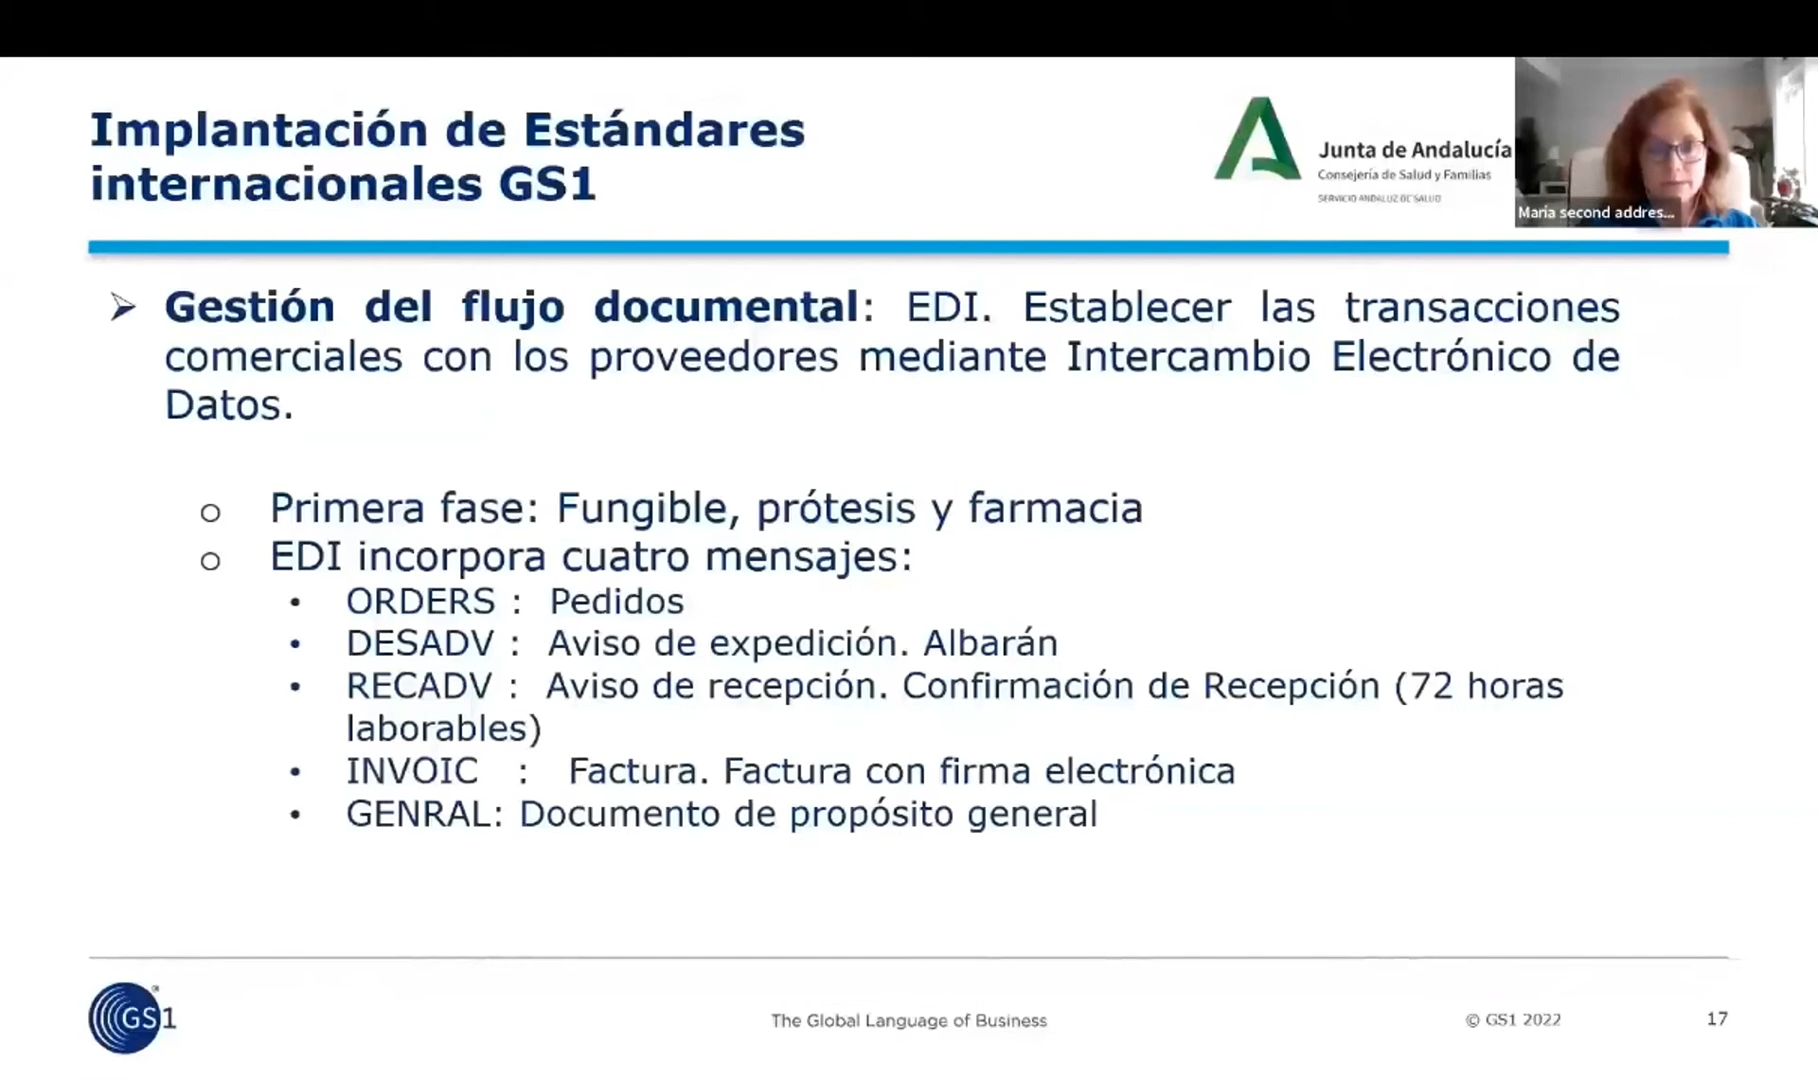 Implantación de Estándares
internacionales GS1
Junta de Andalucía
Consejería de Salud y Familias
SERVICIO ANDALUZ DE SALUD
Maria second addres...
➢ Gestión del flujo documental: EDI. Establecer las transacciones
comerciales con los proveedores mediante Intercambio Electrónico de
Datos.
o Primera fase: Fungible, prótesis y farmacia
o EDI incorpora cuatro mensajes:
• ORDERS : Pedidos
• DESADV : Aviso de expedición. Albarán
• RECADV : Aviso de recepción. Confirmación de Recepción (72 horas
laborables)
• INVOIC : Factura. Factura con firma electrónica
• GENRAL: Documento de propósito general
GS1
The Global Language of Business
© GS1 2022
17